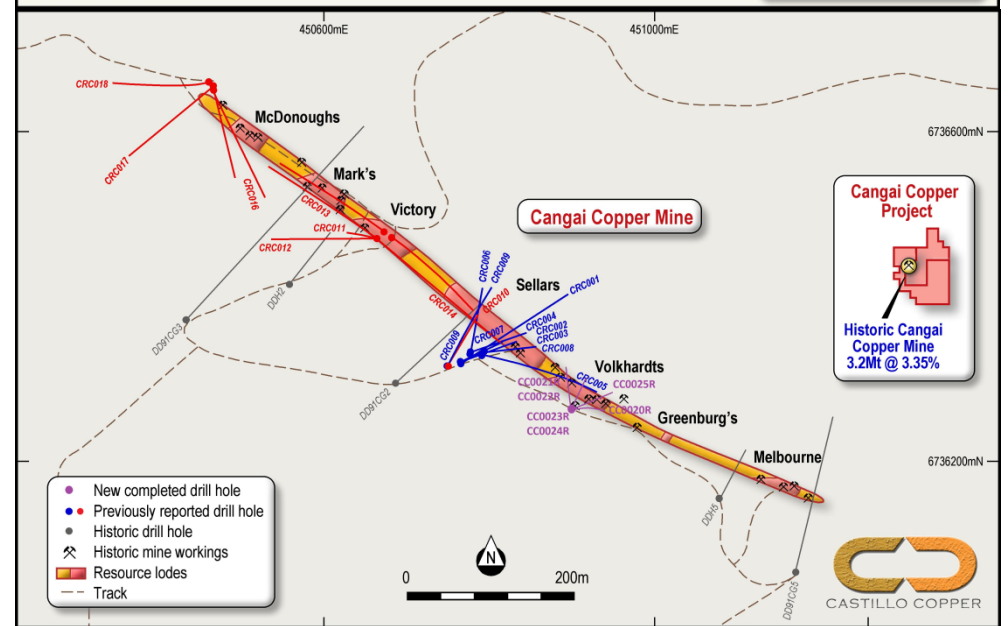 450600mE
451000mE
CRC018
McDonoughs
6736600mN
CRC017
CRC016
Mark's
CRC013
Victory
CRC011
CRC012
Cangai Copper Mine
Cangai Copper
Project
Historic Cangai
Copper Mine
3.2Mt @ 3.35%
CRC006
CRC009
Sellars
CRC001
DDH2
CRC014
CRC010
CRC007
CRC004
CRC002
CRC003
CRC008
CRC009
DD91CG3
DD91CG2
Volkhardts
CRC005
CC0021R
CC0025R
CC0022R
CC0020R
CC0023R
CC0024R
Greenburg's
Melbourne
6736200mN
DDH5
DD91CG5
New completed drill hole
Previously reported drill hole
Historic drill hole
Historic mine workings
Resource lodes
Track
N
0
200m
CASTILLO COPPER